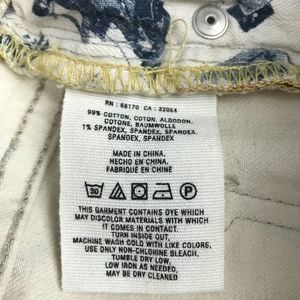 RN : 66170 CA : 32054
99% COTTON, COTON, ALGODON,
COTONE, BAUMWOLLE
1% SPANDEX, SPANDEX, SPANDEX,
SPANDEX, SPANDEX
MADE IN CHINA.
HECHO EN CHINA.
FABRIQUÉ EN CHINE
THIS GARMENT CONTAINS DYE WHICH
MAY DISCOLOR MATERIALS WITH WHICH
IT COMES IN CONTACT.
TURN INSIDE OUT,
MACHINE WASH COLD WITH LIKE COLORS,
USE ONLY NON-CHLORINE BLEACH,
TUMBLE DRY LOW,
LOW IRON AS NEEDED,
MAY BE DRY CLEANED